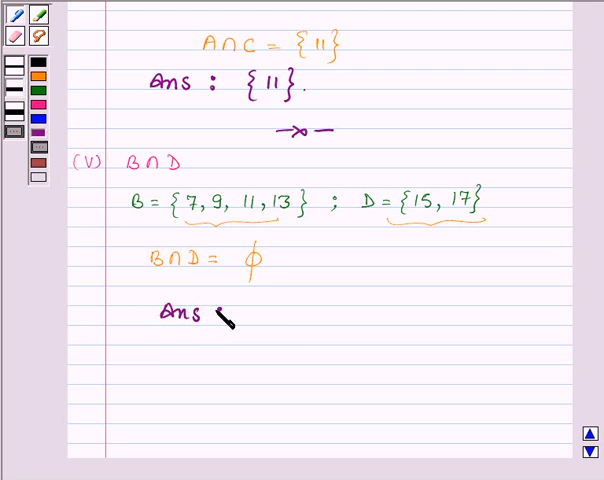 A∩C = {11}
Ans : {11}.
(V) B∩D
B = {7, 9, 11, 13} ; D = {15, 17}
B∩D = ϕ
Ans :